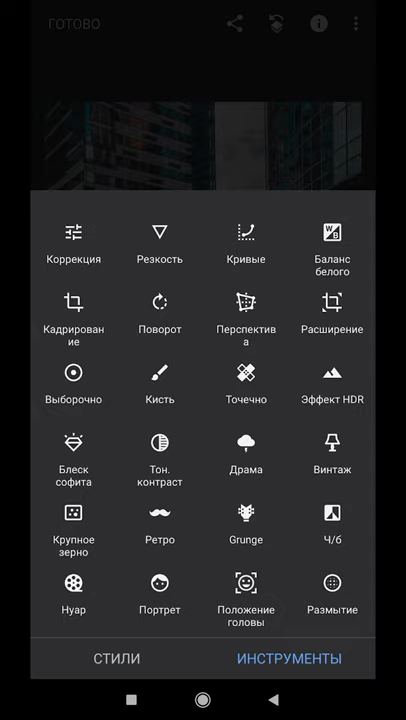 ГОТОВО
Коррекция Резкость Кривые Баланс
белого
Кадрирован Поворот Перспектив Расширение
ие а
Выборочно Кисть Точечно Эффект HDR
Блеск Тон. Драма Винтаж
софита контраст
Крупное Ретро Grunge Ч/б
зерно
Нуар Портрет Положение Размытие
головы
СТИЛИ ИНСТРУМЕНТЫ